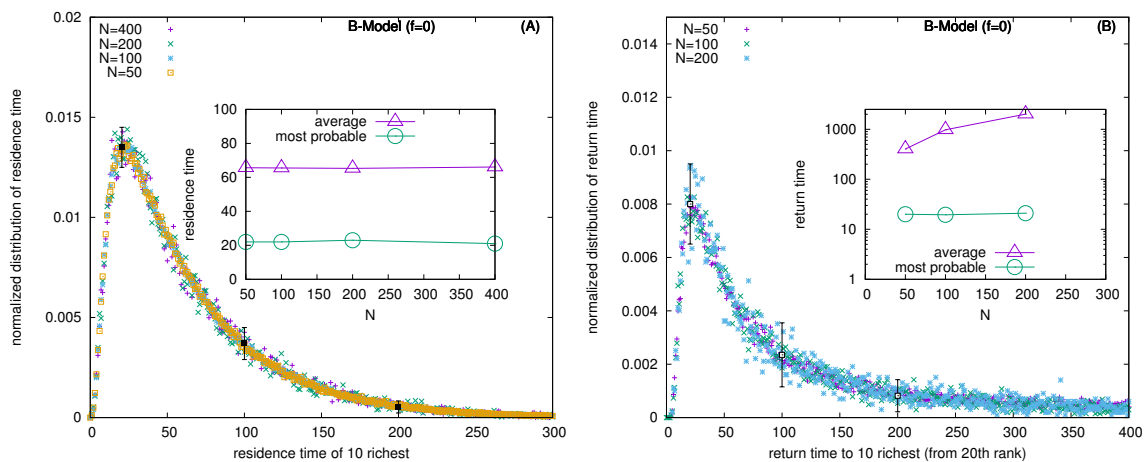 B-Model (f=0)
(A)
N=400
N=200
N=100
N=50
normalized distribution of residence time
0.02
0.015
0.01
0.005
0
0 50 100 150 200 250 300
residence time of 10 richest
average
most probable
residence time
100
80
60
40
20
0
50 100 150 200 250 300 350 400
N
B-Model (f=0)
(B)
N=50
N=100
N=200
normalized distribution of return time
0.014
0.012
0.01
0.008
0.006
0.004
0.002
0
0 50 100 150 200 250 300 350 400
return time to 10 richest (from 20th rank)
return time
1000
100
10
1
average
most probable
0 50 100 150 200 250 300
N